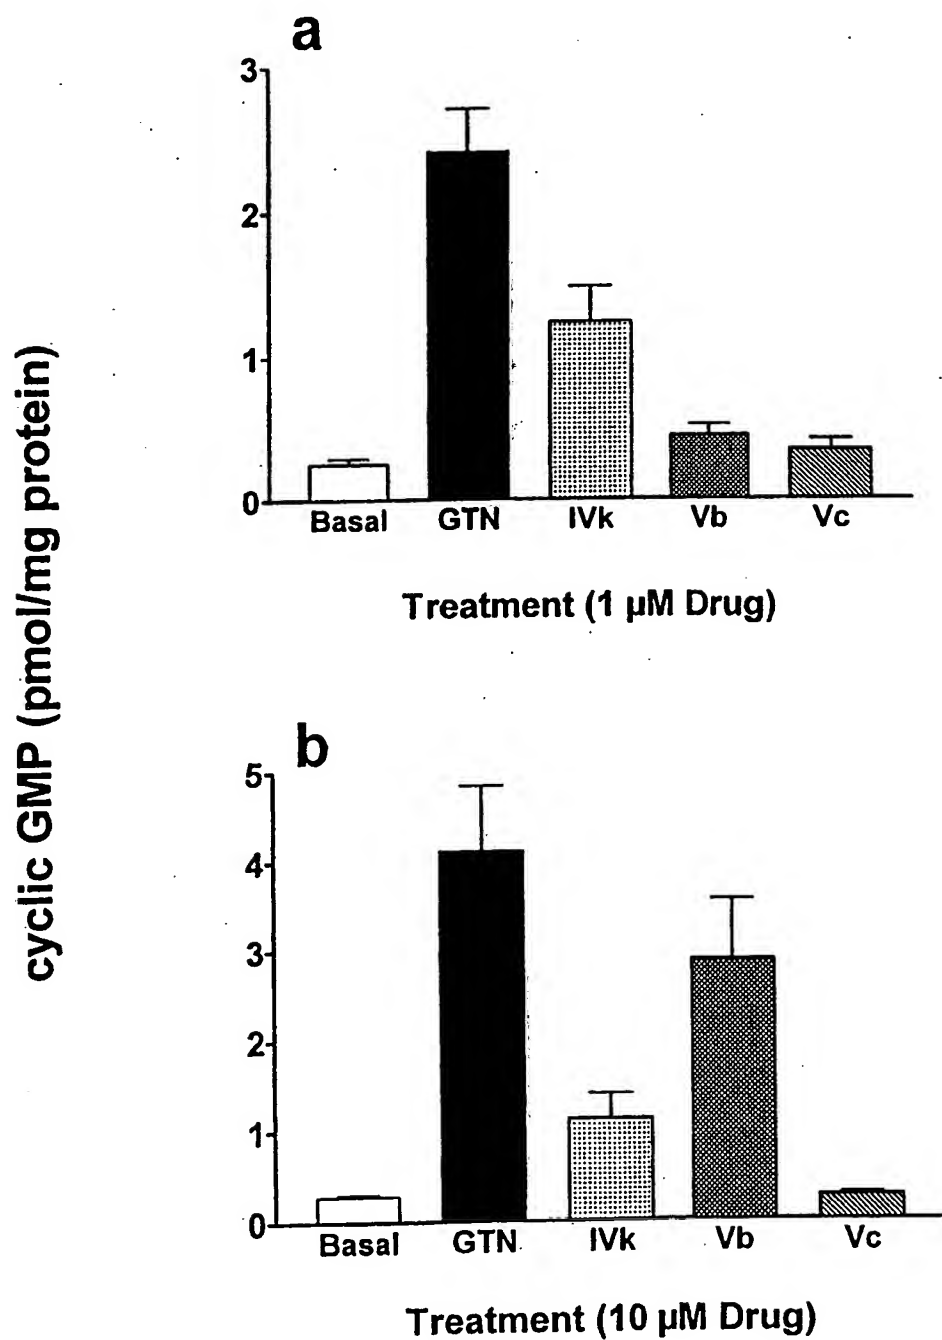 a
cyclic GMP (pmol/mg protein)
3
2
1
0
Basal GTN IVk Vb Vc
Treatment (1 µM Drug)
b
5
4
3
2
1
0
Basal GTN IVk Vb Vc
Treatment (10 µM Drug)